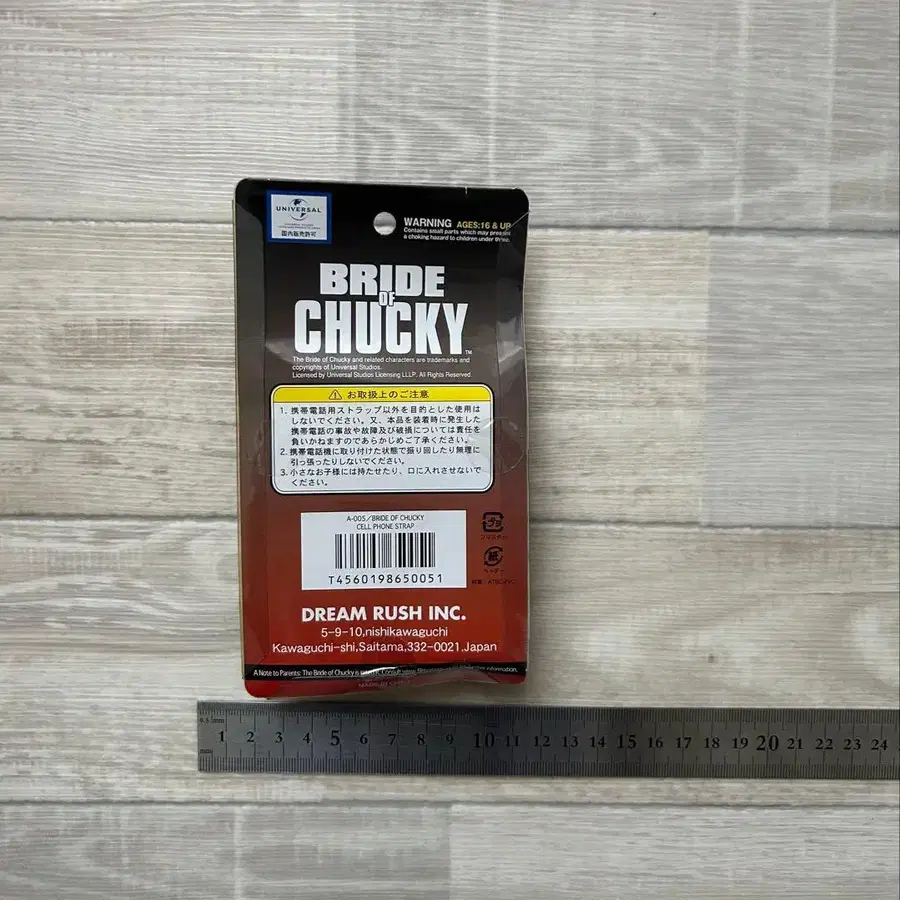 UNIVERSAL
国内販売許可
WARNING AGES:16 & UP
Contains small parts which may present
a choking hazard to children under three.
BRIDE
OF
CHUCKY
TM
The Bride of Chucky and related characters are trademarks and
copyrights of Universal Studios.
Licensed by Universal Studios Licensing LLLP. All Rights Reserved.
お取扱上のご注意
1. 携帯電話用ストラップ以外を目的とした使用は
しないでください。又、本品を装着時に発生した
携帯電話の事故や故障及び破損については責任を
負いかねますのであらかじめご了承ください。
2. 携帯電話機に取り付けた状態で振り回したり無理に
引っ張ったりしないでください。
3. 小さなお子様には持たせたり、口に入れさせないで
ください。
A-005/BRIDE OF CHUCKY
CELL PHONE STRAP
T4560198650051
プラ
紙
DREAM RUSH INC.
5-9-10,nishikawaguchi
Kawaguchi-shi,Saitama,332-0021,Japan
A Note to Parents: The Bride of Chucky is information.
0.5 mm
mm
1 2 3 4 5 6 7 8 9 10 11 12 13 14 15 16 17 18 19 20 21 22 23 24